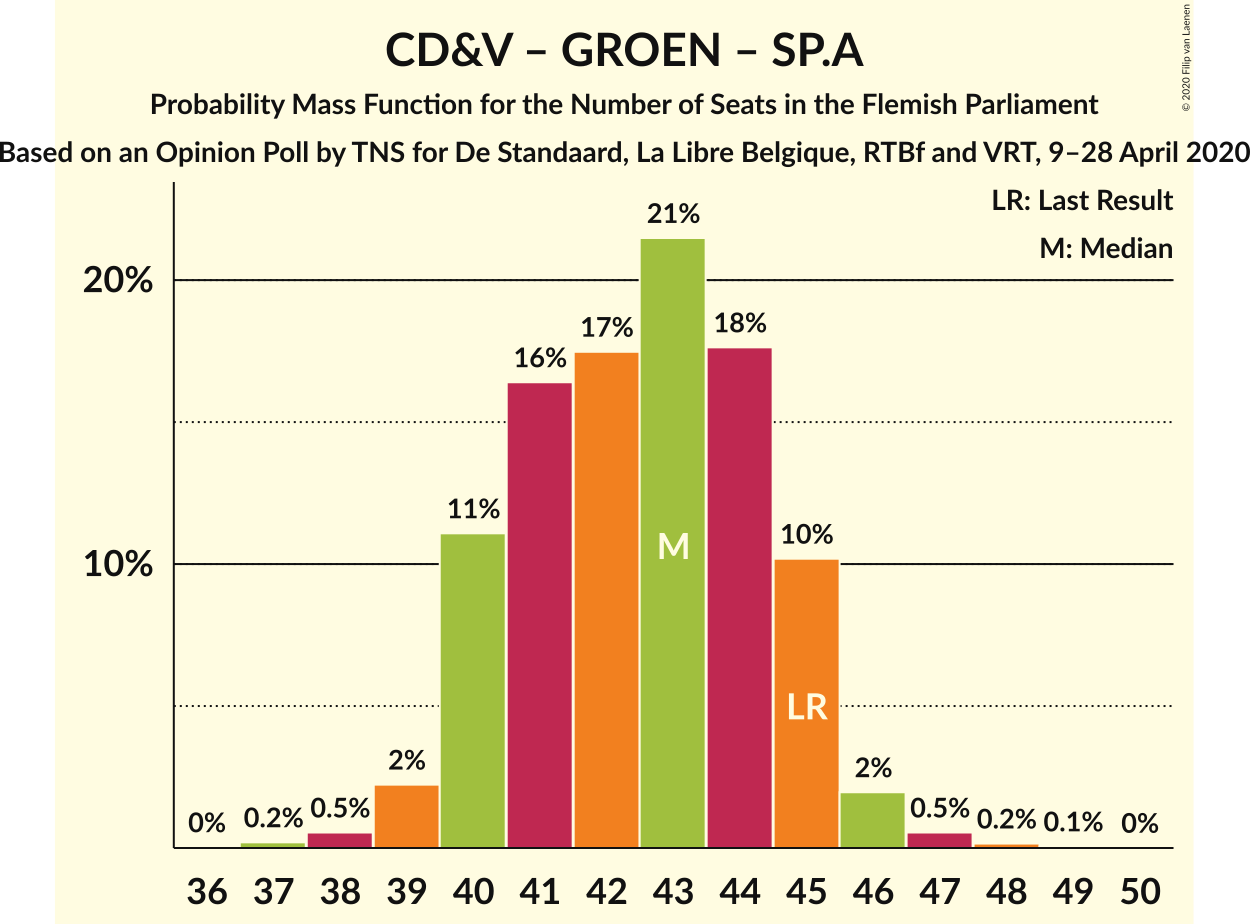 CD&V – GROEN – SP.A
Probability Mass Function for the Number of Seats in the Flemish Parliament
Based on an Opinion Poll by TNS for De Standaard, La Libre Belgique, RTBf and VRT, 9–28 April 2020
© 2020 Filip van Laenen
LR: Last Result
M: Median
20%
10%
0% 0.2% 0.5% 2% 11% 16% 17% 21% 18% 10% 2% 0.5% 0.2% 0.1% 0%
M
LR
36 37 38 39 40 41 42 43 44 45 46 47 48 49 50